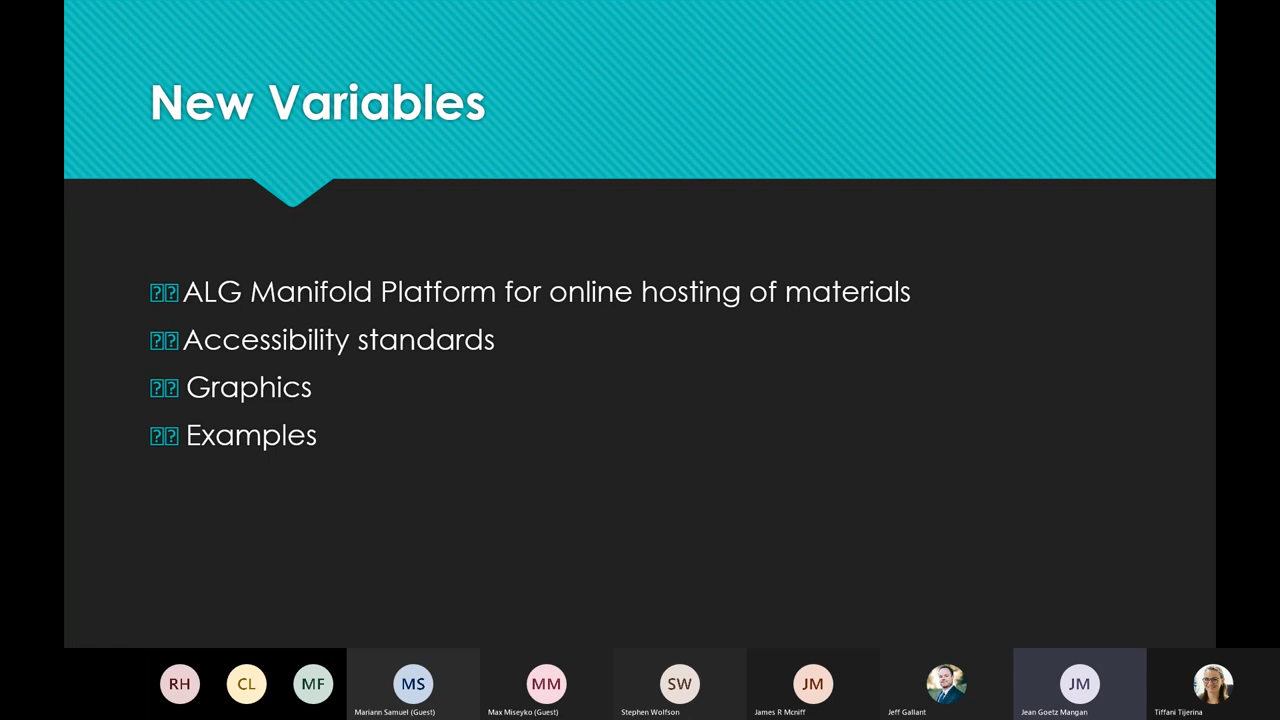 New Variables
ALG Manifold Platform for online hosting of materials
Accessibility standards
Graphics
Examples
RH CL MF MS MM SW JM JM
Mariann Samuel (Guest) Max Miseyko (Guest) Stephen Wolfson James R Mcniff Jeff Gallant Jean Goetz Mangan Tiffani Tijerina